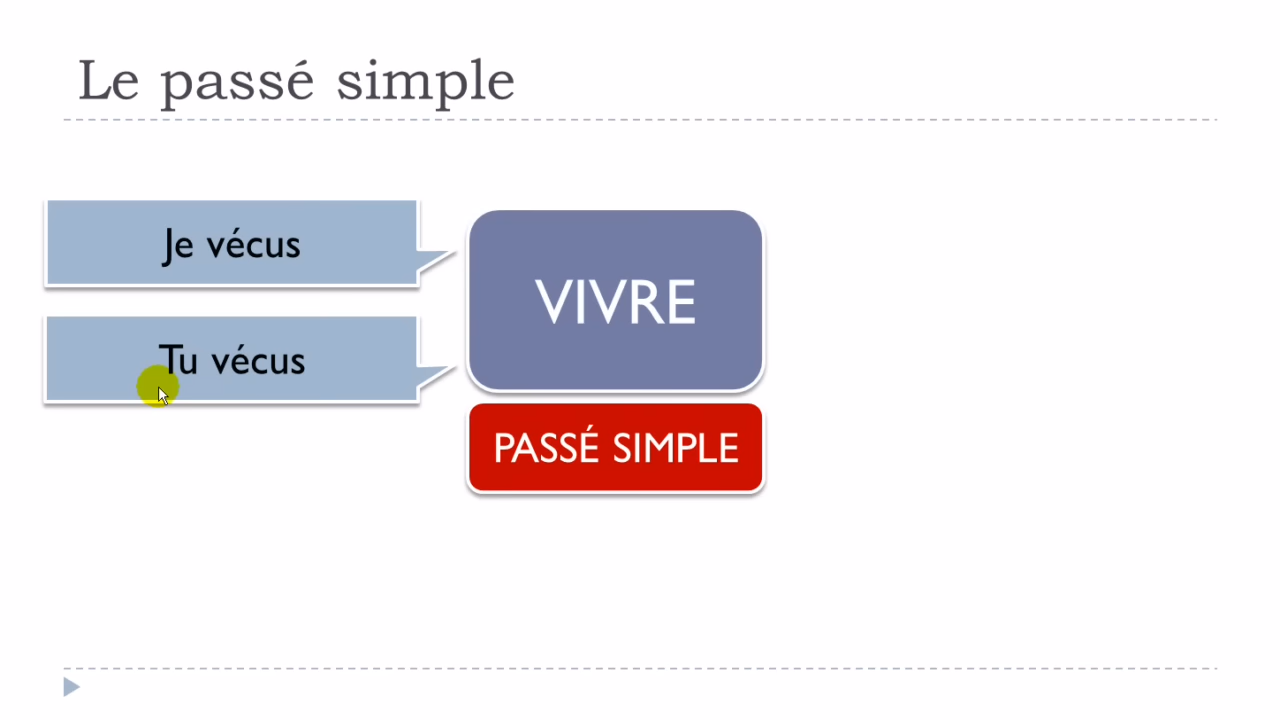 Le passé simple
Je vécus
VIVRE
Tu vécus
PASSÉ SIMPLE